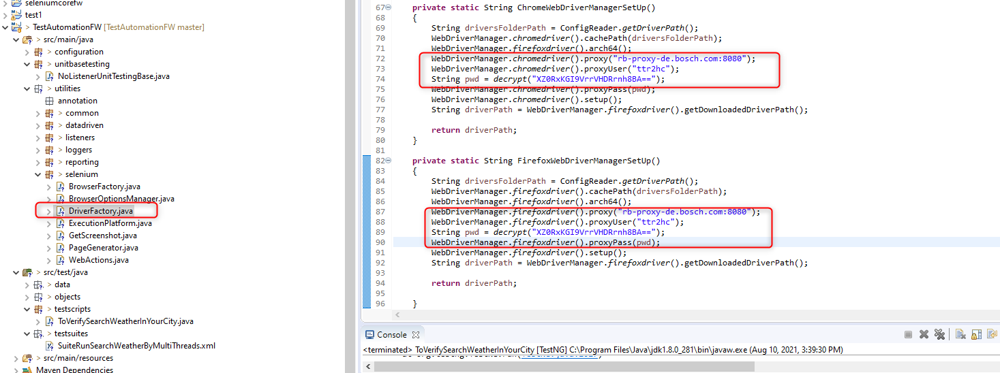 seleniumcorefw
test1
> TestAutomationFW [TestAutomationFW master]
> src/main/java
> configuration
> unitbasetesting
> NoListenerUnitTestingBase.java
> utilities
annotation
> common
> datadriven
> listeners
> loggers
> reporting
> selenium
BrowserFactory.java
BrowserOptionsManager.java
DriverFactory.java
ExecutionPlatform.java
GetScreenshot.java
PageGenerator.java
WebActions.java
> src/test/java
> data
> objects
> testscripts
> ToVerifySearchWeatherInYourCity.java
> testsuites
SuiteRunSearchWeatherByMultiThreads.xml
> src/main/resources
Maven Dependencies
67 private static String ChromeWebDriverManagerSetUp()
68 {
69 String driversFolderPath = ConfigReader.getDriverPath();
70 WebDriverManager.chromedriver().cachePath(driversFolderPath);
71 WebDriverManager.firefoxdriver().arch64();
72 WebDriverManager.chromedriver().proxy("rb-proxy-de.bosch.com:8080");
73 WebDriverManager.chromedriver().proxyUser("ttr2hc");
74 String pwd = decrypt("XZ0RxKGI9VrrVHDRrnh8BA==");
75 WebDriverManager.chromedriver().proxyPass(pwd);
76 WebDriverManager.chromedriver().setup();
77 String driverPath = WebDriverManager.firefoxdriver().getDownloadedDriverPath();
78
79 return driverPath;
80 }
81
82 private static String FirefoxWebDriverManagerSetUp()
83 {
84 String driversFolderPath = ConfigReader.getDriverPath();
85 WebDriverManager.firefoxdriver().cachePath(driversFolderPath);
86 WebDriverManager.firefoxdriver().arch64();
87 WebDriverManager.firefoxdriver().proxy("rb-proxy-de.bosch.com:8080");
88 WebDriverManager.firefoxdriver().proxyUser("ttr2hc");
89 String pwd = decrypt("XZ0RxKGI9VrrVHDRrnh8BA==");
90 WebDriverManager.firefoxdriver().proxyPass(pwd);
91 WebDriverManager.firefoxdriver().setup();
92 String driverPath = WebDriverManager.firefoxdriver().getDownloadedDriverPath();
93
94 return driverPath;
95
96 }
Console
<terminated> ToVerifySearchWeatherInYourCity [TestNG] C:\Program Files\Java\jdk1.8.0_281\bin\javaw.exe (Aug 10, 2021, 3:39:30 PM)